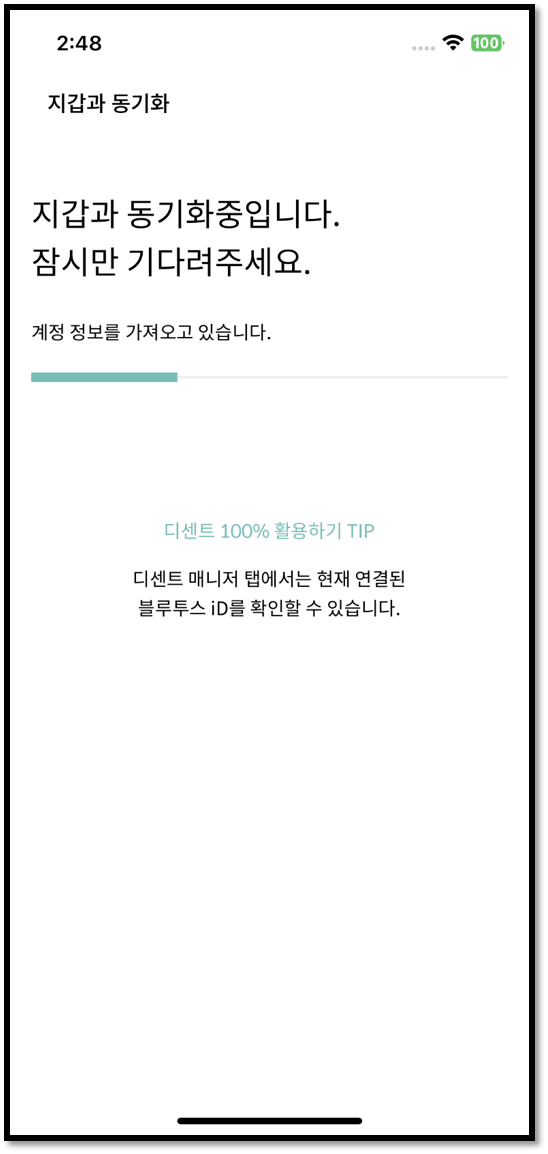 2:48
100
지갑과 동기화
지갑과 동기화중입니다.
잠시만 기다려주세요.
계정 정보를 가져오고 있습니다.
디센트 100% 활용하기 TIP
디센트 매니저 탭에서는 현재 연결된
블루투스 iD를 확인할 수 있습니다.